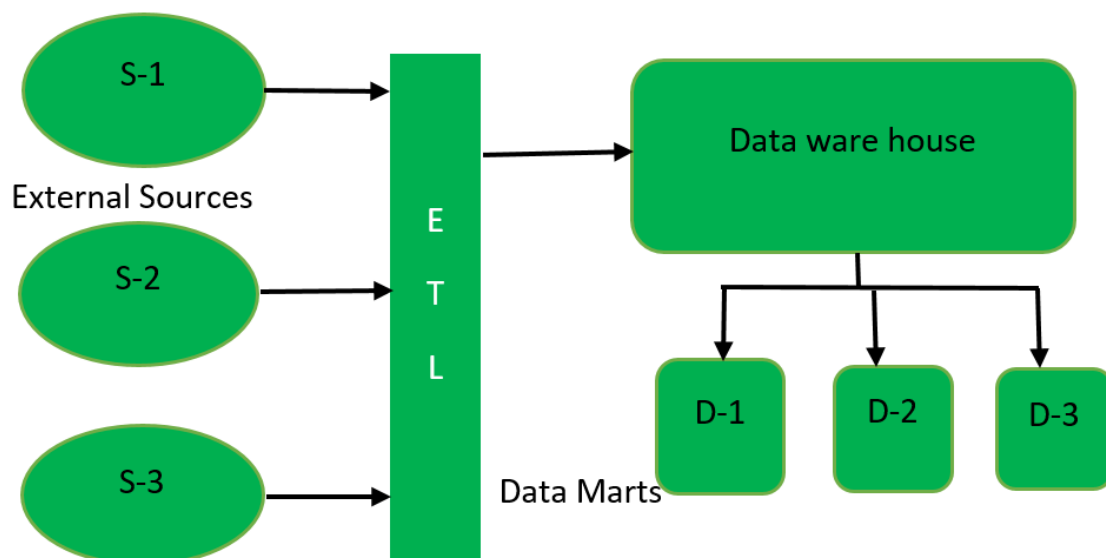 S-1
External Sources
S-2
S-3
E
T
L
Data ware house
D-1
D-2
D-3
Data Marts